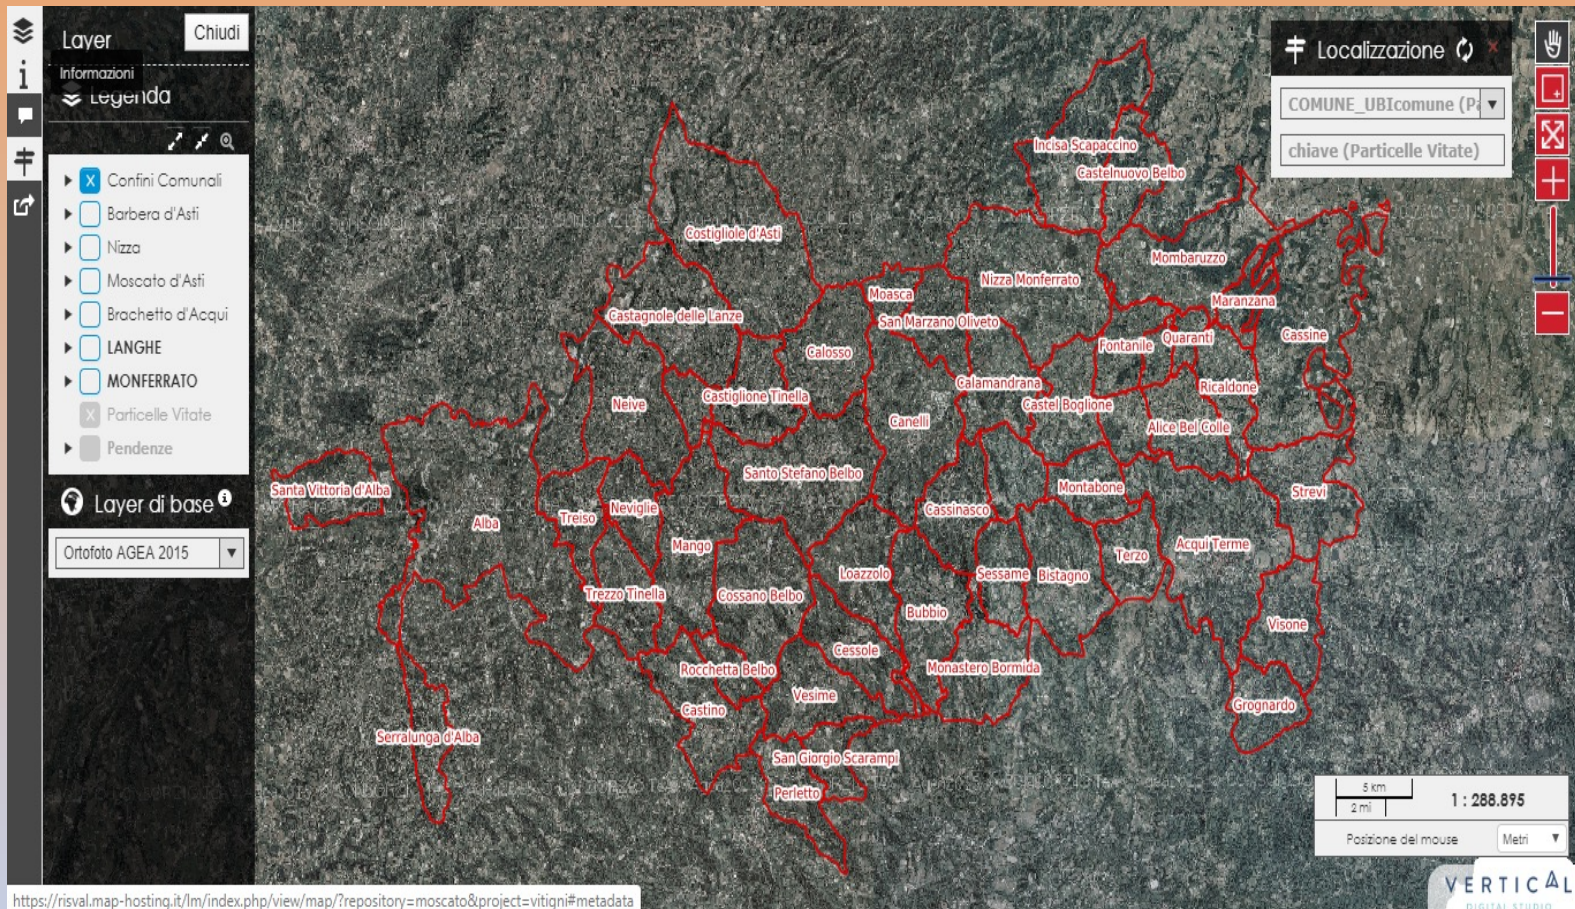 Layer
Chiudi
Informazioni
Legenda
Confini Comunali
Barbera d'Asti
Nizza
Moscato d'Asti
Brachetto d'Acqui
LANGHE
MONFERRATO
Particelle Vitate
Pendenze
Layer di base
Ortofoto AGEA 2015
Localizzazione
COMUNE_UBIcomune (Pa
chiave (Particelle Vitate)
Incisa Scapaccino
Castelnuovo Belbo
Costigliole d'Asti
Mombaruzzo
Nizza Monferrato
Moasca
Maranzana
Castagnole delle Lanze
San Marzano Oliveto
Cassine
Quaranti
Fontanile
Calosso
Calamandrana
Ricaldone
Castiglione Tinella
Neive
Castel Boglione
Canelli
Alice Bel Colle
Santo Stefano Belbo
Montabone
Santa Vittoria d'Alba
Strevi
Neviglie
Cassinasco
Treiso
Alba
Mango
Acqui Terme
Terzo
Loazzolo
Sessame
Bistagno
Trezzo Tinella
Cossano Belbo
Bubbio
Visone
Cessole
Monastero Bormida
Rocchetta Belbo
Vesime
Grognardo
Castino
Serralunga d'Alba
San Giorgio Scarampi
Perletto
5 km
2 mi
1 : 288.895
Posizione del mouse
Metri
VERTICAL
DIGITAL STUDIO
https://risval.map-hosting.it/lm/index.php/view/map/?repository=moscato&project=vitigni#metadata